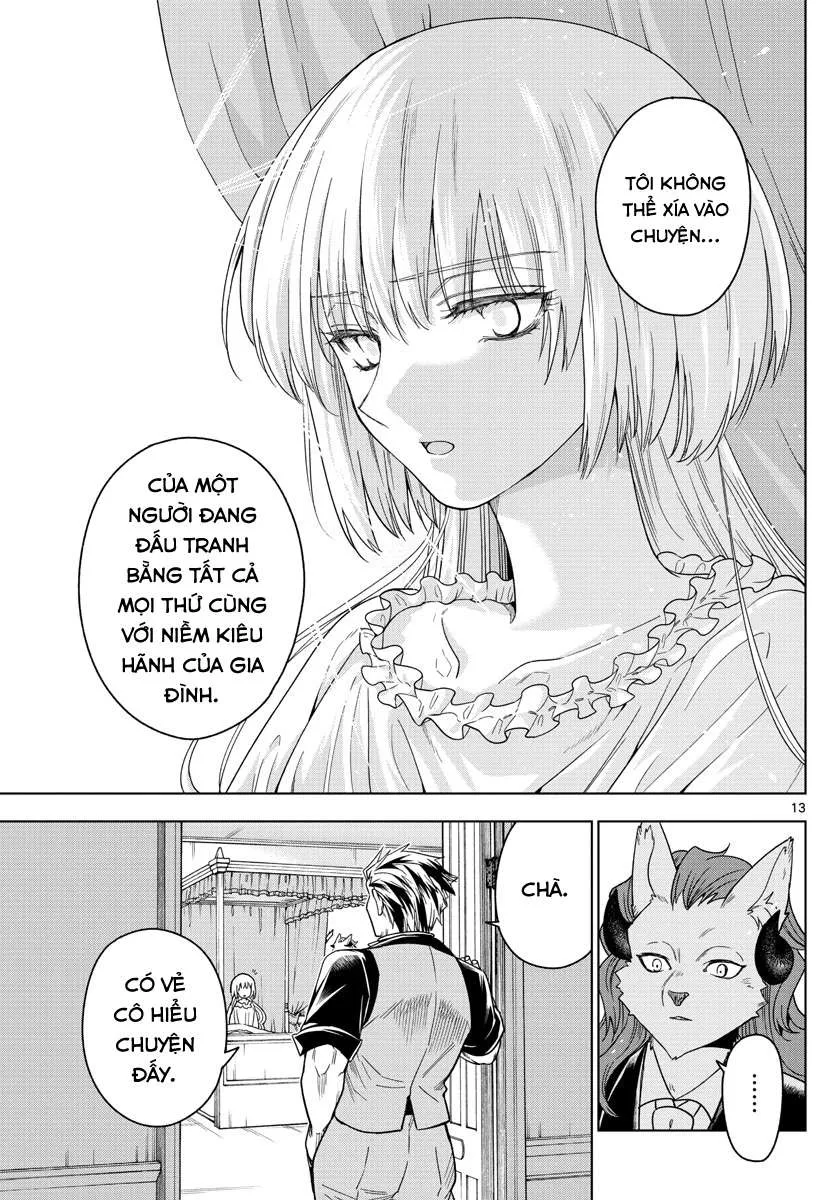 TÔI KHÔNG
THỂ XÍA VÀO
CHUYỆN...
CỦA MỘT
NGƯỜI ĐANG
ĐẤU TRANH
BẰNG TẤT CẢ
MỌI THỨ CÙNG
VỚI NIỀM KIÊU
HÃNH CỦA GIA
ĐÌNH.
13
......
CHÀ.
CÓ VẺ
CÔ HIỂU
CHUYỆN
ĐẤY.